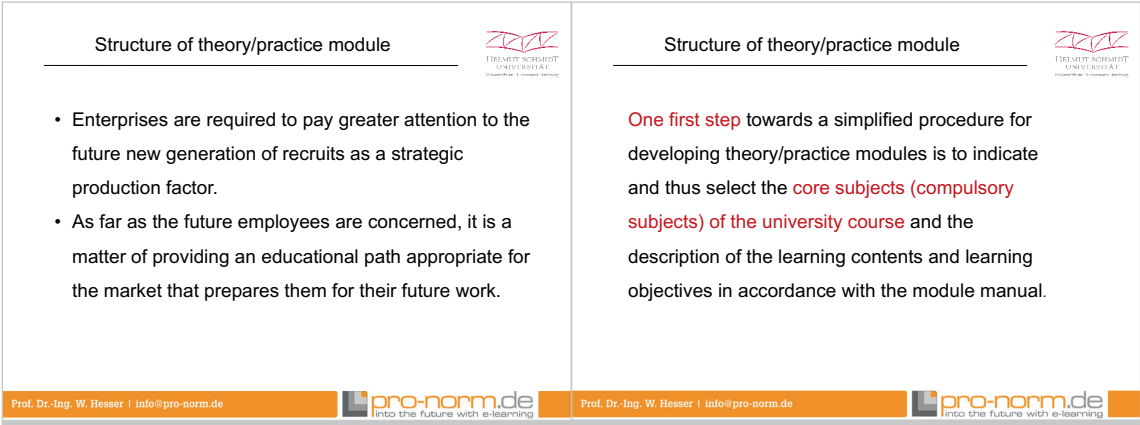 Structure of theory/practice module
HELMUT SCHMIDT
UNIVERSITÄT
• Enterprises are required to pay greater attention to the
future new generation of recruits as a strategic
production factor.
• As far as the future employees are concerned, it is a
matter of providing an educational path appropriate for
the market that prepares them for their future work.
Prof. Dr.-Ing. W. Hesser | info@pro-norm.de
pro-norm.de
into the future with e-learning
Structure of theory/practice module
HELMUT SCHMIDT
UNIVERSITÄT
One first step towards a simplified procedure for
developing theory/practice modules is to indicate
and thus select the core subjects (compulsory
subjects) of the university course and the
description of the learning contents and learning
objectives in accordance with the module manual.
Prof. Dr.-Ing. W. Hesser | info@pro-norm.de
pro-norm.de
into the future with e-learning